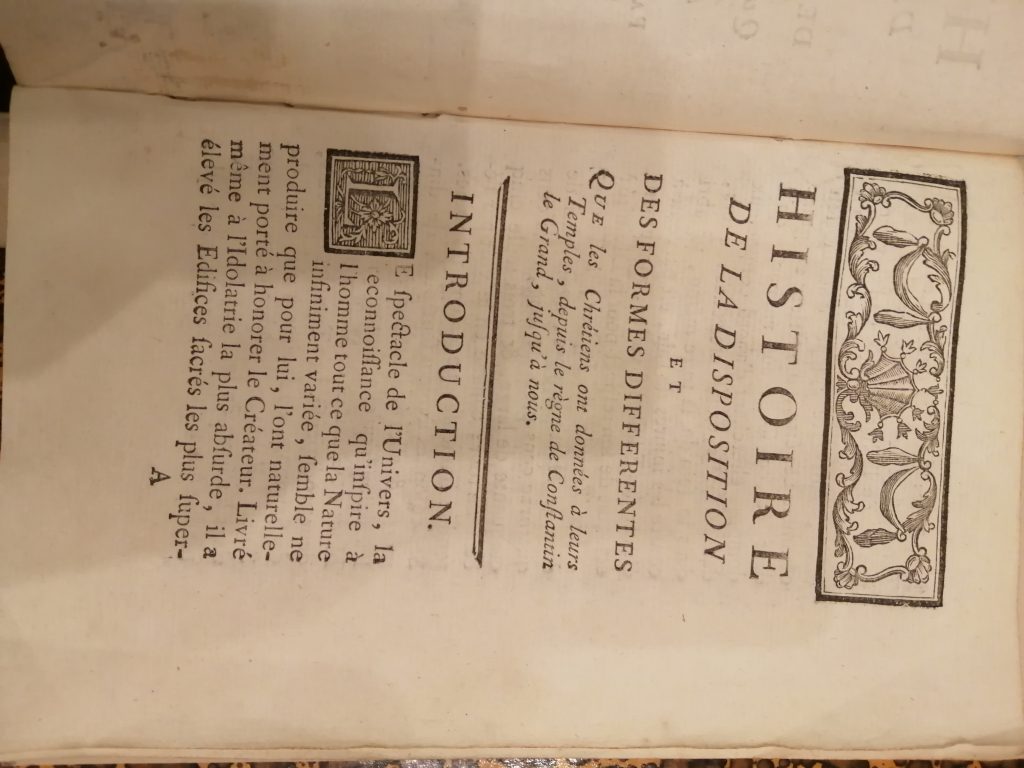 HISTOIRE
DE LA DISPOSITION
ET
DES FORMES DIFFERENTES
QUE les Chrétiens ont données à leurs
Temples, depuis le règne de Conſtantin
le Grand, juſqu'à nous.
INTRODUCTION.
LE ſpectacle de l'Univers, la
reconnoiſſance qu'inſpire à
l'homme tout ce que la Nature
infiniment variée, ſemble ne
produire que pour lui, l'ont naturelle-
ment porté à honorer le Créateur. Livré
même à l'Idolatrie la plus abſurde, il a
élevé les Edifices ſacrés les plus ſuper-
A